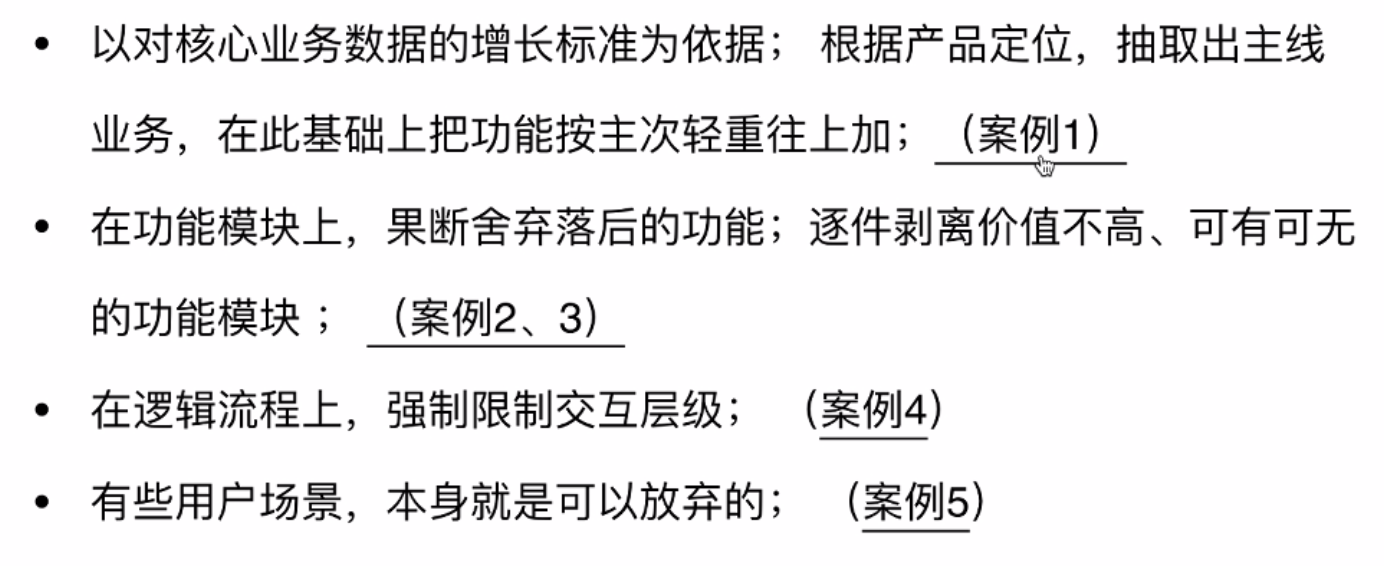 • 以对核心业务数据的增长标准为依据； 根据产品定位，抽取出主线
业务，在此基础上把功能按主次轻重往上加； （案例1）
• 在功能模块上，果断舍弃落后的功能；逐件剥离价值不高、可有可无
的功能模块 ； （案例2、3）
• 在逻辑流程上，强制限制交互层级； （案例4）
• 有些用户场景，本身就是可以放弃的； （案例5）